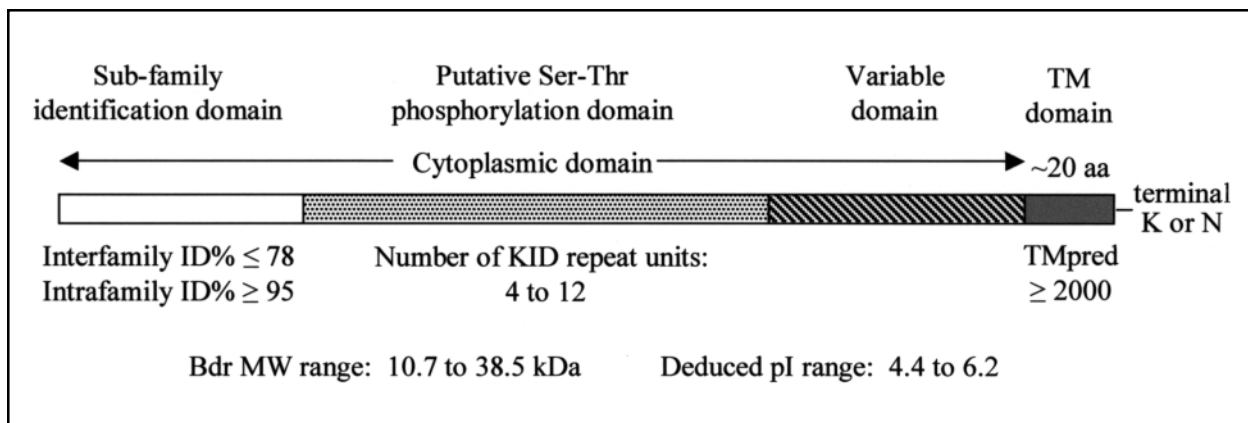 Sub-family
identification domain
Putative Ser-Thr
phosphorylation domain
Variable
domain
TM
domain
Cytoplasmic domain
~20 aa
terminal
K or N
Interfamily ID% ≤ 78
Intrafamily ID% ≥ 95
Number of KID repeat units:
4 to 12
TMpred
≥ 2000
Bdr MW range: 10.7 to 38.5 kDa
Deduced pI range: 4.4 to 6.2